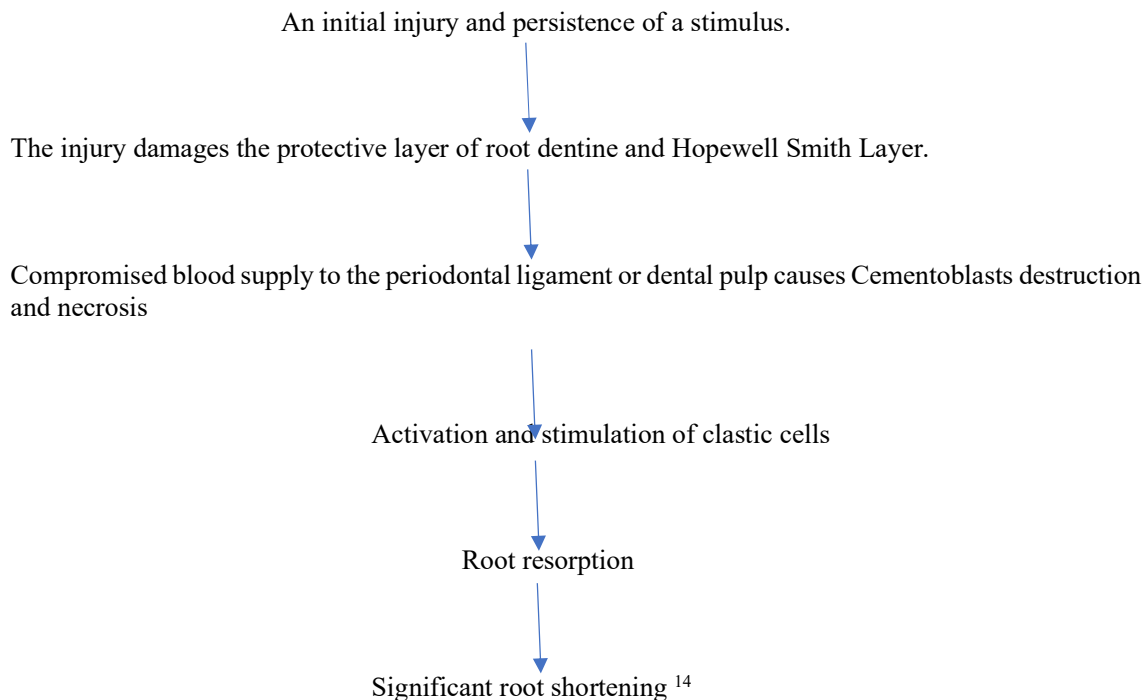 An initial injury and persistence of a stimulus.
The injury damages the protective layer of root dentine and Hopewell Smith Layer.
Compromised blood supply to the periodontal ligament or dental pulp causes Cementoblasts destruction
and necrosis
Activation and stimulation of clastic cells
Root resorption
Significant root shortening ¹⁴